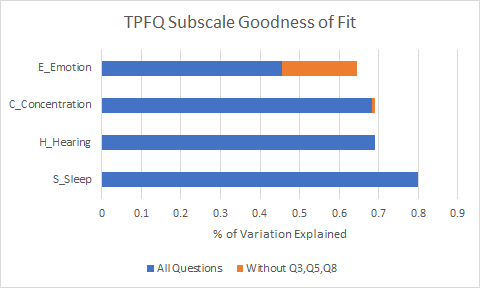 TPFQ Subscale Goodness of Fit
E_Emotion
C_Concentration
H_Hearing
S_Sleep
0 0.1 0.2 0.3 0.4 0.5 0.6 0.7 0.8 0.9
% of Variation Explained
All Questions Without Q3,Q5,Q8